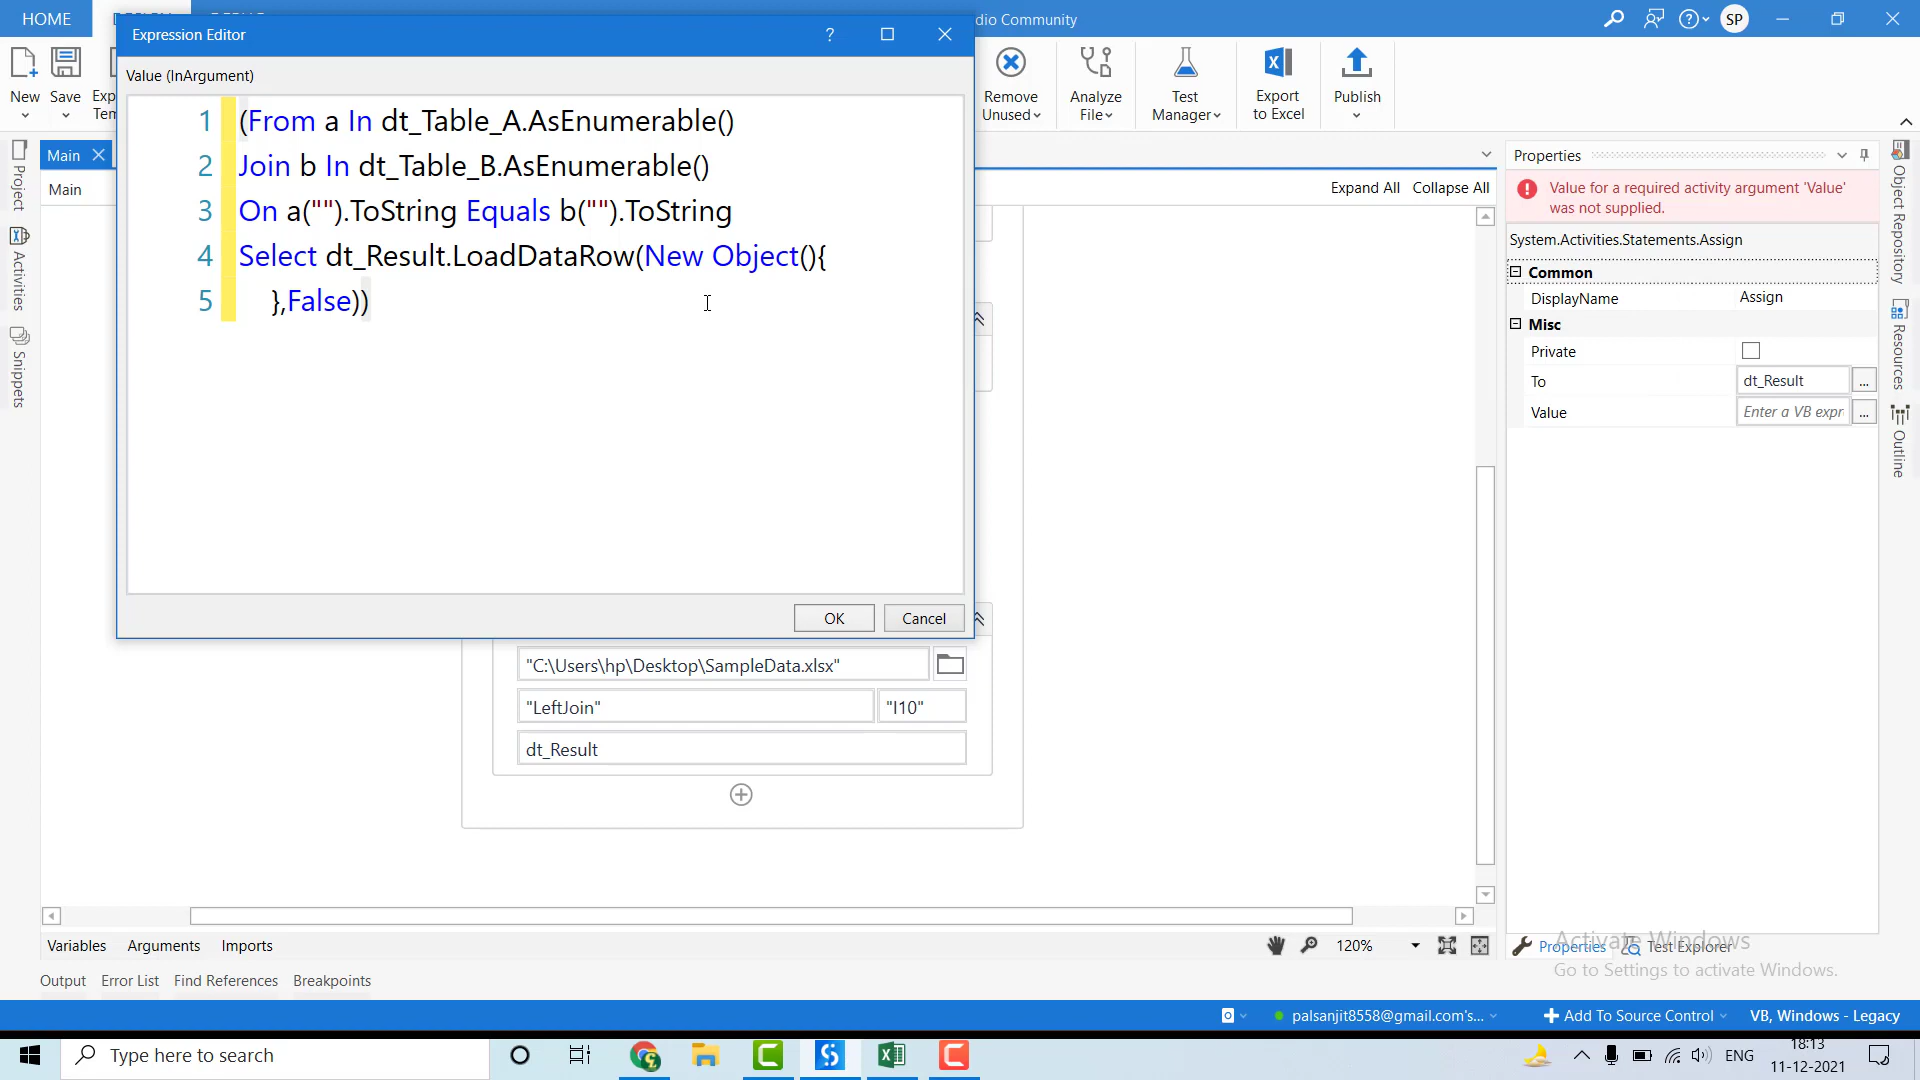 HOME
Expression Editor
dio Community
SP
Value (InArgument)
New
Save
Exp
Tem
Remove
Unused
Analyze
File
Test
Manager
Export
to Excel
Publish
1 (From a In dt_Table_A.AsEnumerable()
2 Join b In dt_Table_B.AsEnumerable()
3 On a("").ToString Equals b("").ToString
4 Select dt_Result.LoadDataRow(New Object(){
5 },False))
OK
Cancel
Main
Main
Project
Activities
Snippets
Expand All
Collapse All
Properties
Value for a required activity argument 'Value'
was not supplied.
System.Activities.Statements.Assign
Common
DisplayName
Assign
Misc
Private
To
dt_Result
...
Value
Enter a VB expr
...
Object Repository
Resources
Outline
"C:\Users\hp\Desktop\SampleData.xlsx"
"LeftJoin"
"I10"
dt_Result
Variables
Arguments
Imports
120%
Properties
Test Explorer
Activate Windows
Go to Settings to activate Windows.
Output
Error List
Find References
Breakpoints
palsanjit8558@gmail.com's...
Add To Source Control
VB, Windows - Legacy
Type here to search
ENG
18:13
11-12-2021